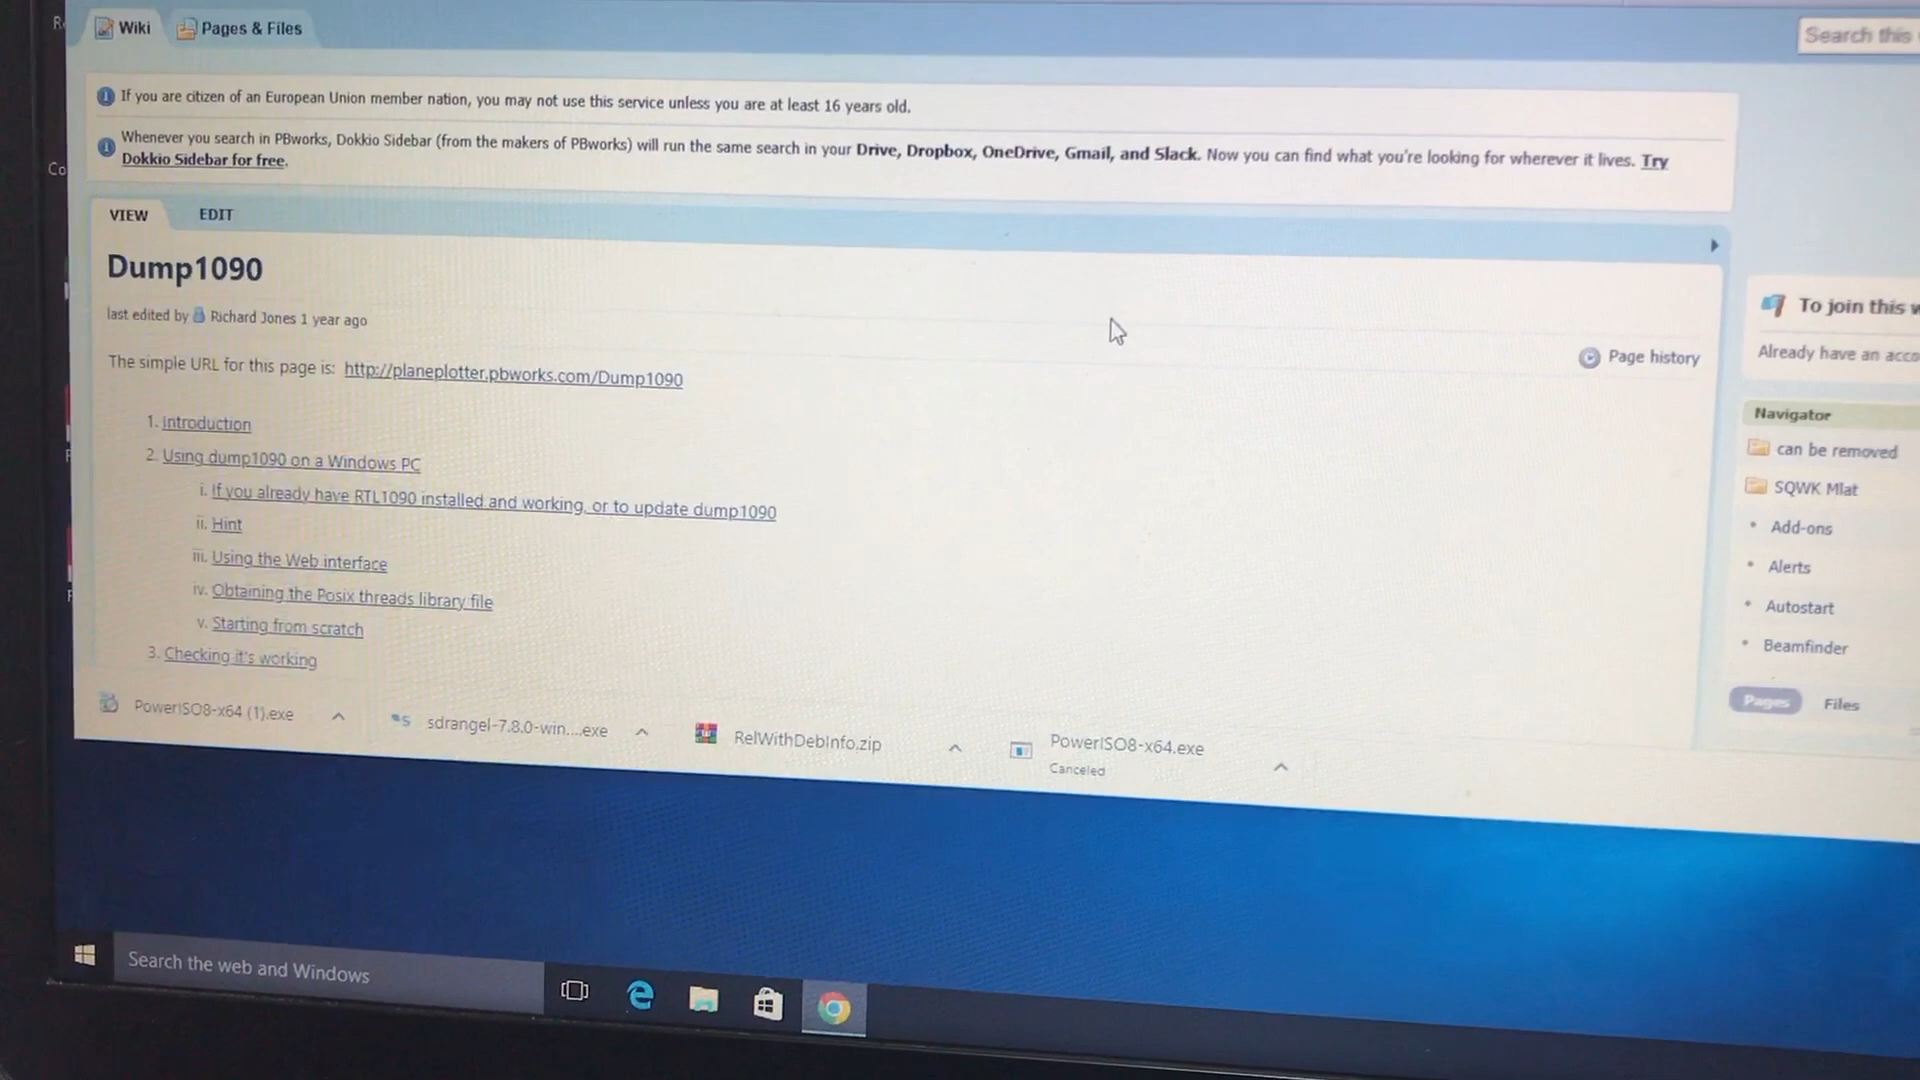 Wiki
Pages & Files
Search this
If you are citizen of an European Union member nation, you may not use this service unless you are at least 16 years old.
Whenever you search in PBworks, Dokkio Sidebar (from the makers of PBworks) will run the same search in your Drive, Dropbox, OneDrive, Gmail, and Slack. Now you can find what you're looking for wherever it lives. Try
Dokkio Sidebar for free.
VIEW
EDIT
Dump1090
last edited by Richard Jones 1 year ago
Page history
The simple URL for this page is: http://planeplotter.pbworks.com/Dump1090
1. Introduction
2. Using dump1090 on a Windows PC
i. If you already have RTL1090 installed and working, or to update dump1090
ii. Hint
iii. Using the Web interface
iv. Obtaining the Posix threads library file
v. Starting from scratch
3. Checking it's working
To join this
Already have an
Navigator
can be removed
SQWK Mlat
Add-ons
Alerts
Autostart
Beamfinder
Pages
Files
PowerISO8-x64 (1).exe
sdrangel-7.8.0-win....exe
RelWithDebInfo.zip
PowerISO8-x64.exe
Canceled
Search the web and Windows